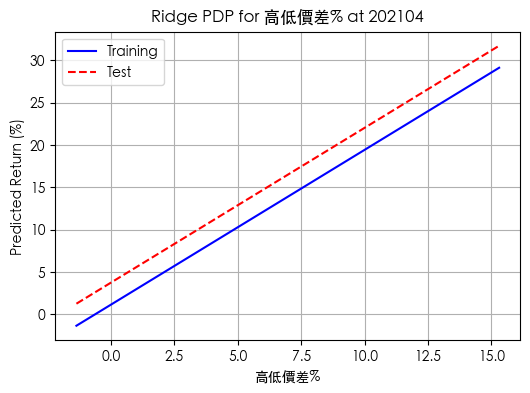 Ridge PDP for 高低價差% at 202104
Training
Test
Predicted Return (%)
30
25
20
15
10
5
0
0.0 2.5 5.0 7.5 10.0 12.5 15.0
高低價差%